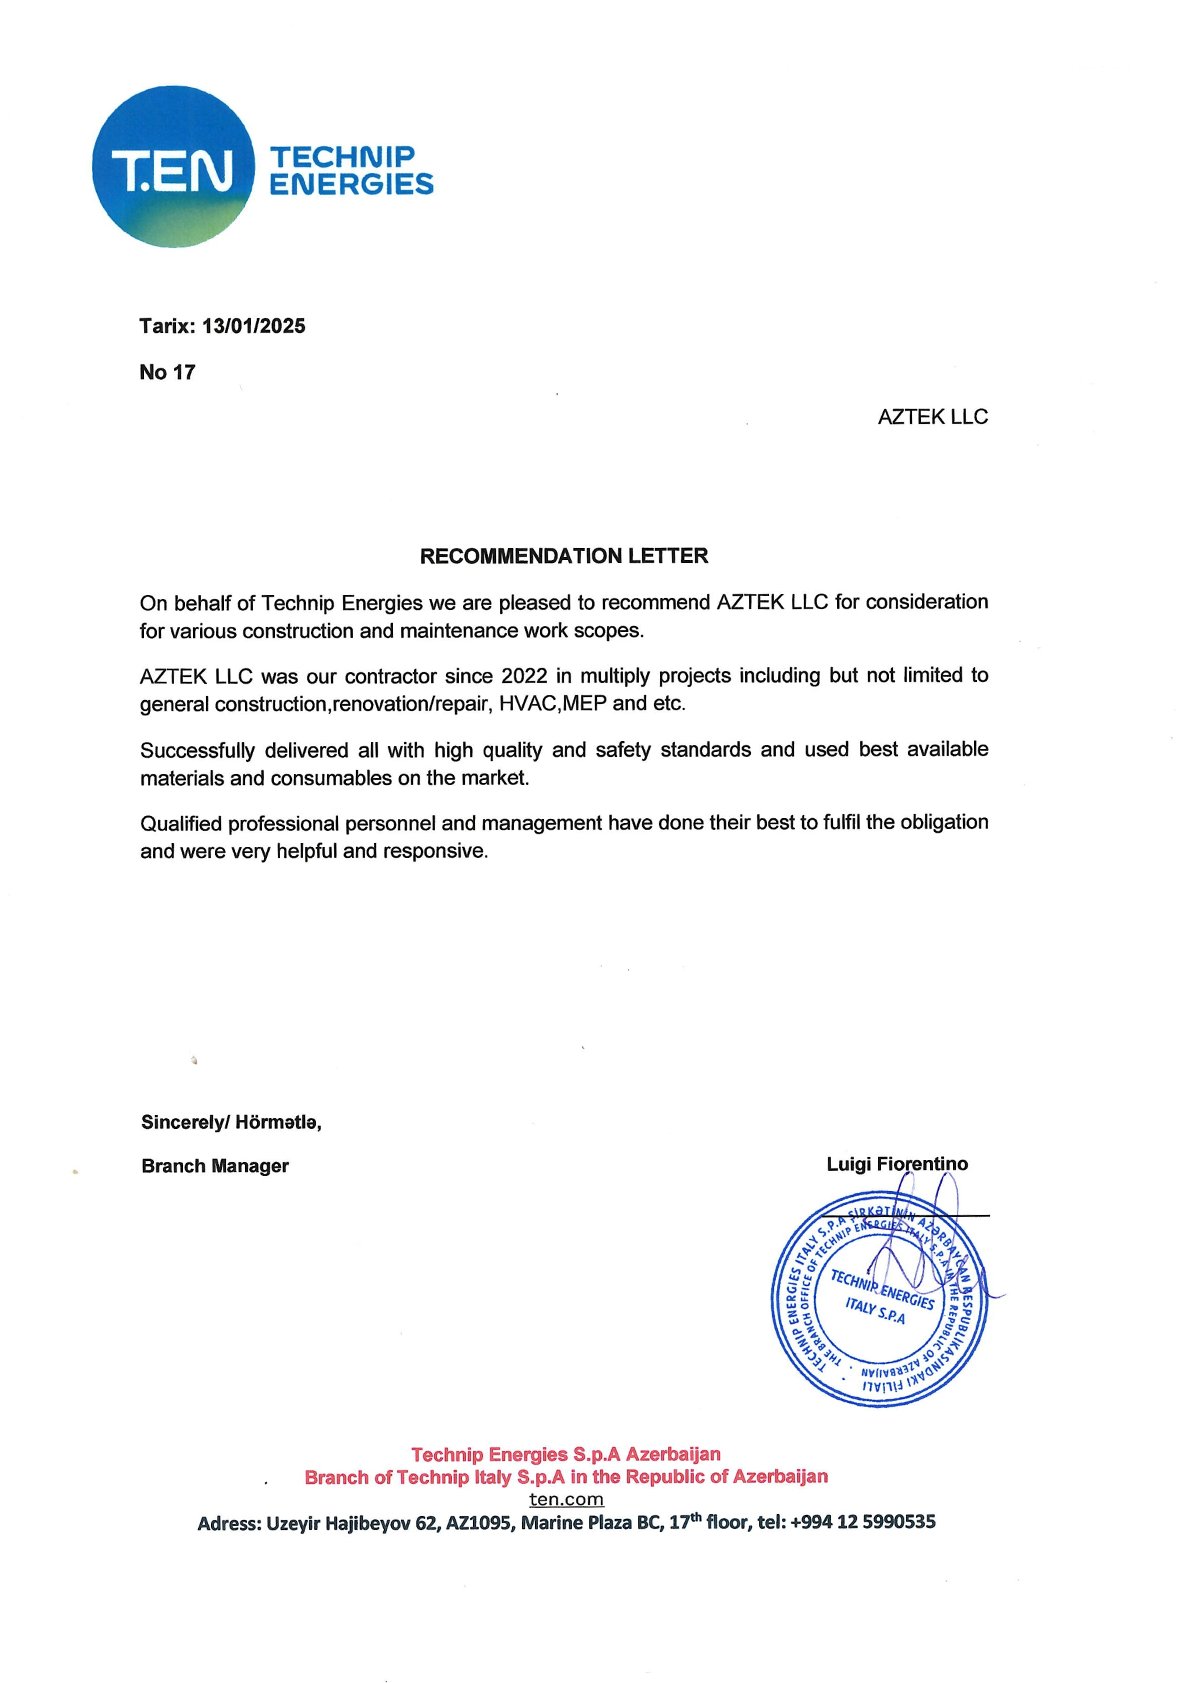 T.EN
TECHNIP
ENERGIES
Tarix: 13/01/2025
No 17
AZTEK LLC
RECOMMENDATION LETTER
On behalf of Technip Energies we are pleased to recommend AZTEK LLC for consideration
for various construction and maintenance work scopes.
AZTEK LLC was our contractor since 2022 in multiply projects including but not limited to
general construction,renovation/repair, HVAC,MEP and etc.
Successfully delivered all with high quality and safety standards and used best available
materials and consumables on the market.
Qualified professional personnel and management have done their best to fulfil the obligation
and were very helpful and responsive.
Sincerely/ Hörmətlə,
Branch Manager
Luigi Fiorentino
TECHNIP ENERGIES ITALY S.P.A ŞİRKƏTİNİN AZƏRBAYCAN RESPUBLIKASINDAKI FİLİALI
THE BRANCH OFFICE OF TECHNIP ENERGIES ITALY S.P.A IN THE REPUBLIC OF AZERBAIJAN
TECHNIP ENERGIES
ITALY S.P.A
Technip Energies S.p.A Azerbaijan
Branch of Technip Italy S.p.A in the Republic of Azerbaijan
ten.com
Adress: Uzeyir Hajibeyov 62, AZ1095, Marine Plaza BC, 17th floor, tel: +994 12 5990535